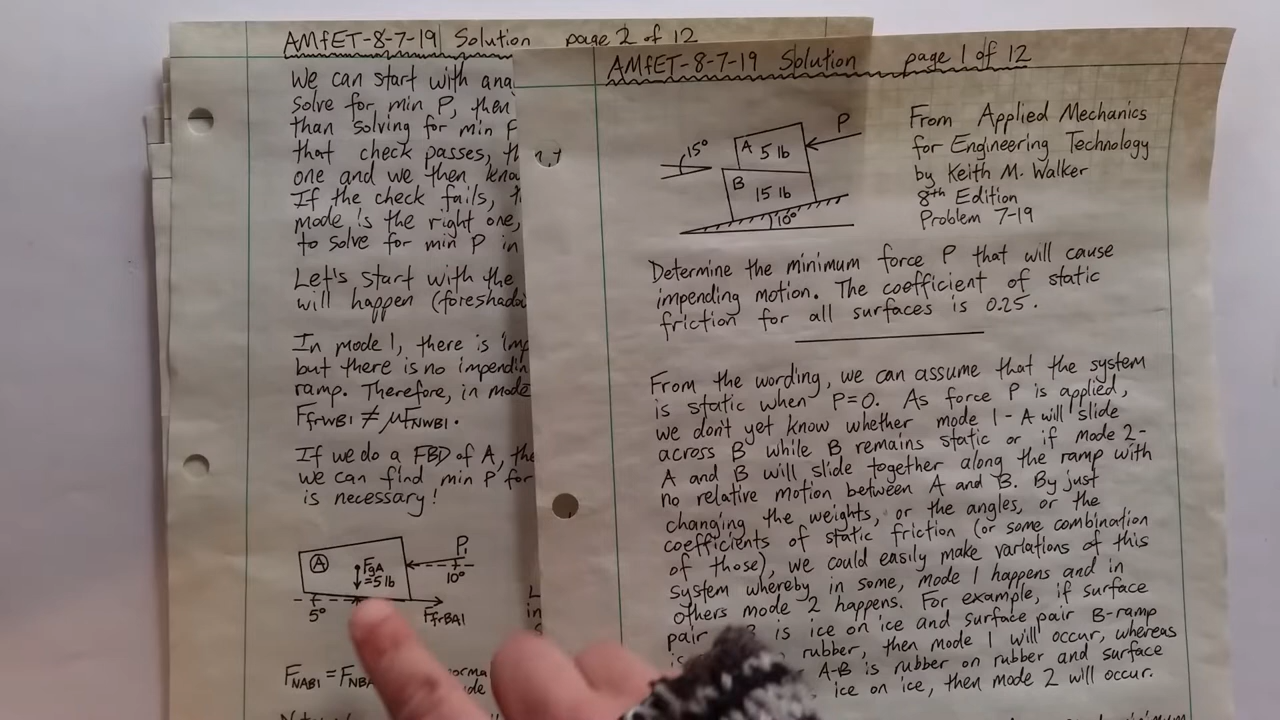 AMfET-8-7-19 Solution page 2 of 12
We can start with ana
solve for min P, then
than solving for min P
that check passes, th
one and we then kno
If the check fails, t
mode is the right one,
to solve for min P in
Let's start with the
will happen (foreshado
In mode 1, there is imp
but there is no impendin
ramp. Therefore, in mode
FfrWB1 ≠ μFNWB1.
If we do a FBD of A, the
we can find min P for
is necessary!
A
FgA
=5 lb
P1
10°
5°
FfrBA1
FNAB1 = FNBA
AMfET-8-7-19 Solution page 1 of 12
15°
A 5 lb
P
B
15 lb
10°
From Applied Mechanics
for Engineering Technology
by Keith M. Walker
8th Edition
Problem 7-19
Determine the minimum force P that will cause
impending motion. The coefficient of static
friction for all surfaces is 0.25.
From the wording, we can assume that the system
is static when P=0. As force P is applied,
we don't yet know whether mode 1 - A will slide
across B while B remains static or if mode 2-
A and B will slide together along the ramp with
no relative motion between A and B. By just
changing the weights, or the angles, or the
coefficients of static friction (or some combination
of those), we could easily make variations of this
system whereby in some, mode 1 happens and in
others mode 2 happens. For example, if surface
pair B is ice on ice and surface pair B-ramp
is rubber, then mode 1 will occur, whereas
A-B is rubber on rubber and surface
ice on ice, then mode 2 will occur.